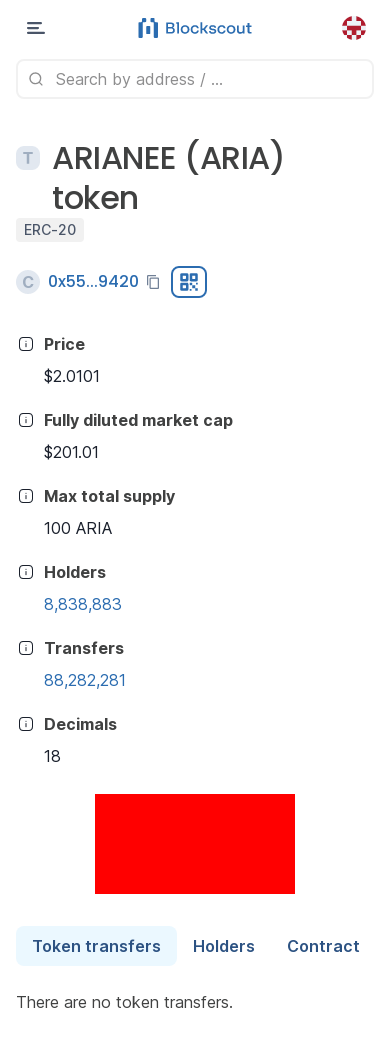 Blockscout
Search by address / ...
T
ARIANEE (ARIA)
token
ERC-20
C
0x55...9420
Price
$2.0101
Fully diluted market cap
$201.01
Max total supply
100 ARIA
Holders
8,838,883
Transfers
88,282,281
Decimals
18
Token transfers Holders Contract
There are no token transfers.